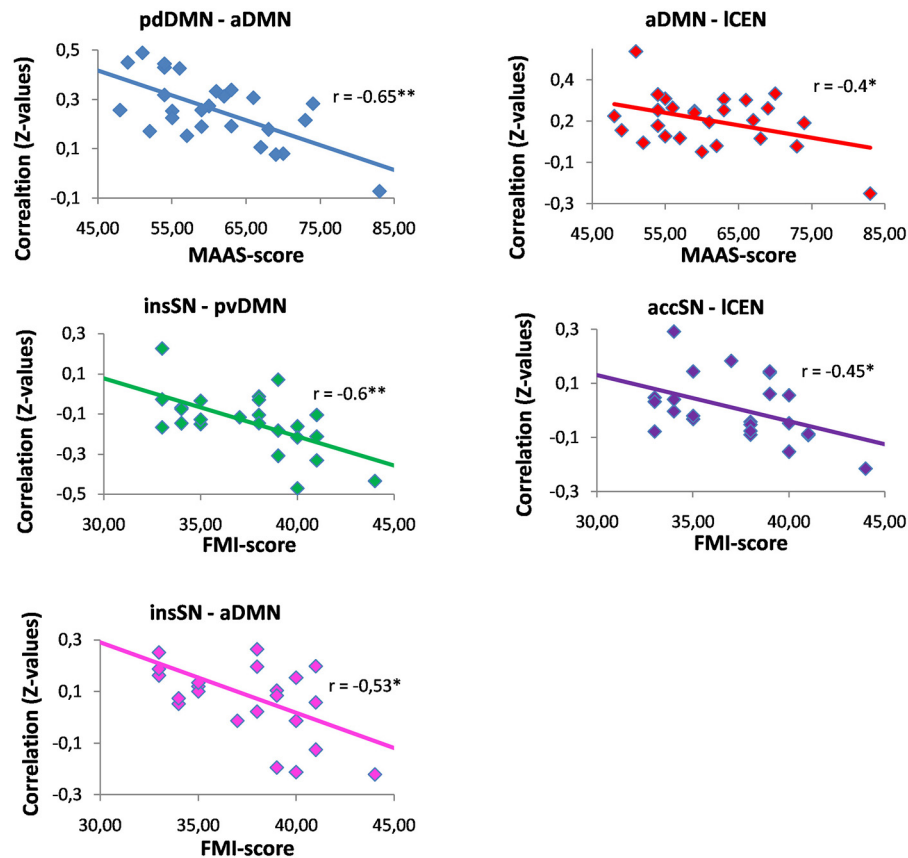 pdDMN - aDMN
Correlation (Z-values)
0,5
0,3
0,1
-0,1
r = -0.65**
45,00 55,00 65,00 75,00 85,00
MAAS-score
aDMN - lCEN
Correaltion (Z-values)
0,4
0,2
-0,1
-0,3
r = -0.4*
45,00 55,00 65,00 75,00 85,00
MAAS-score
insSN - pvDMN
Correlation (Z-values)
0,3
0,1
-0,1
-0,3
-0,5
r = -0.6**
30,00 35,00 40,00 45,00
FMI-score
accSN - lCEN
Correlation (Z-values)
0,3
0,1
-0,1
-0,3
r = -0.45*
30,00 35,00 40,00 45,00
FMI-score
insSN - aDMN
Correlation (Z-values)
0,3
0,1
-0,1
-0,3
r = -0,53*
30,00 35,00 40,00 45,00
FMI-score